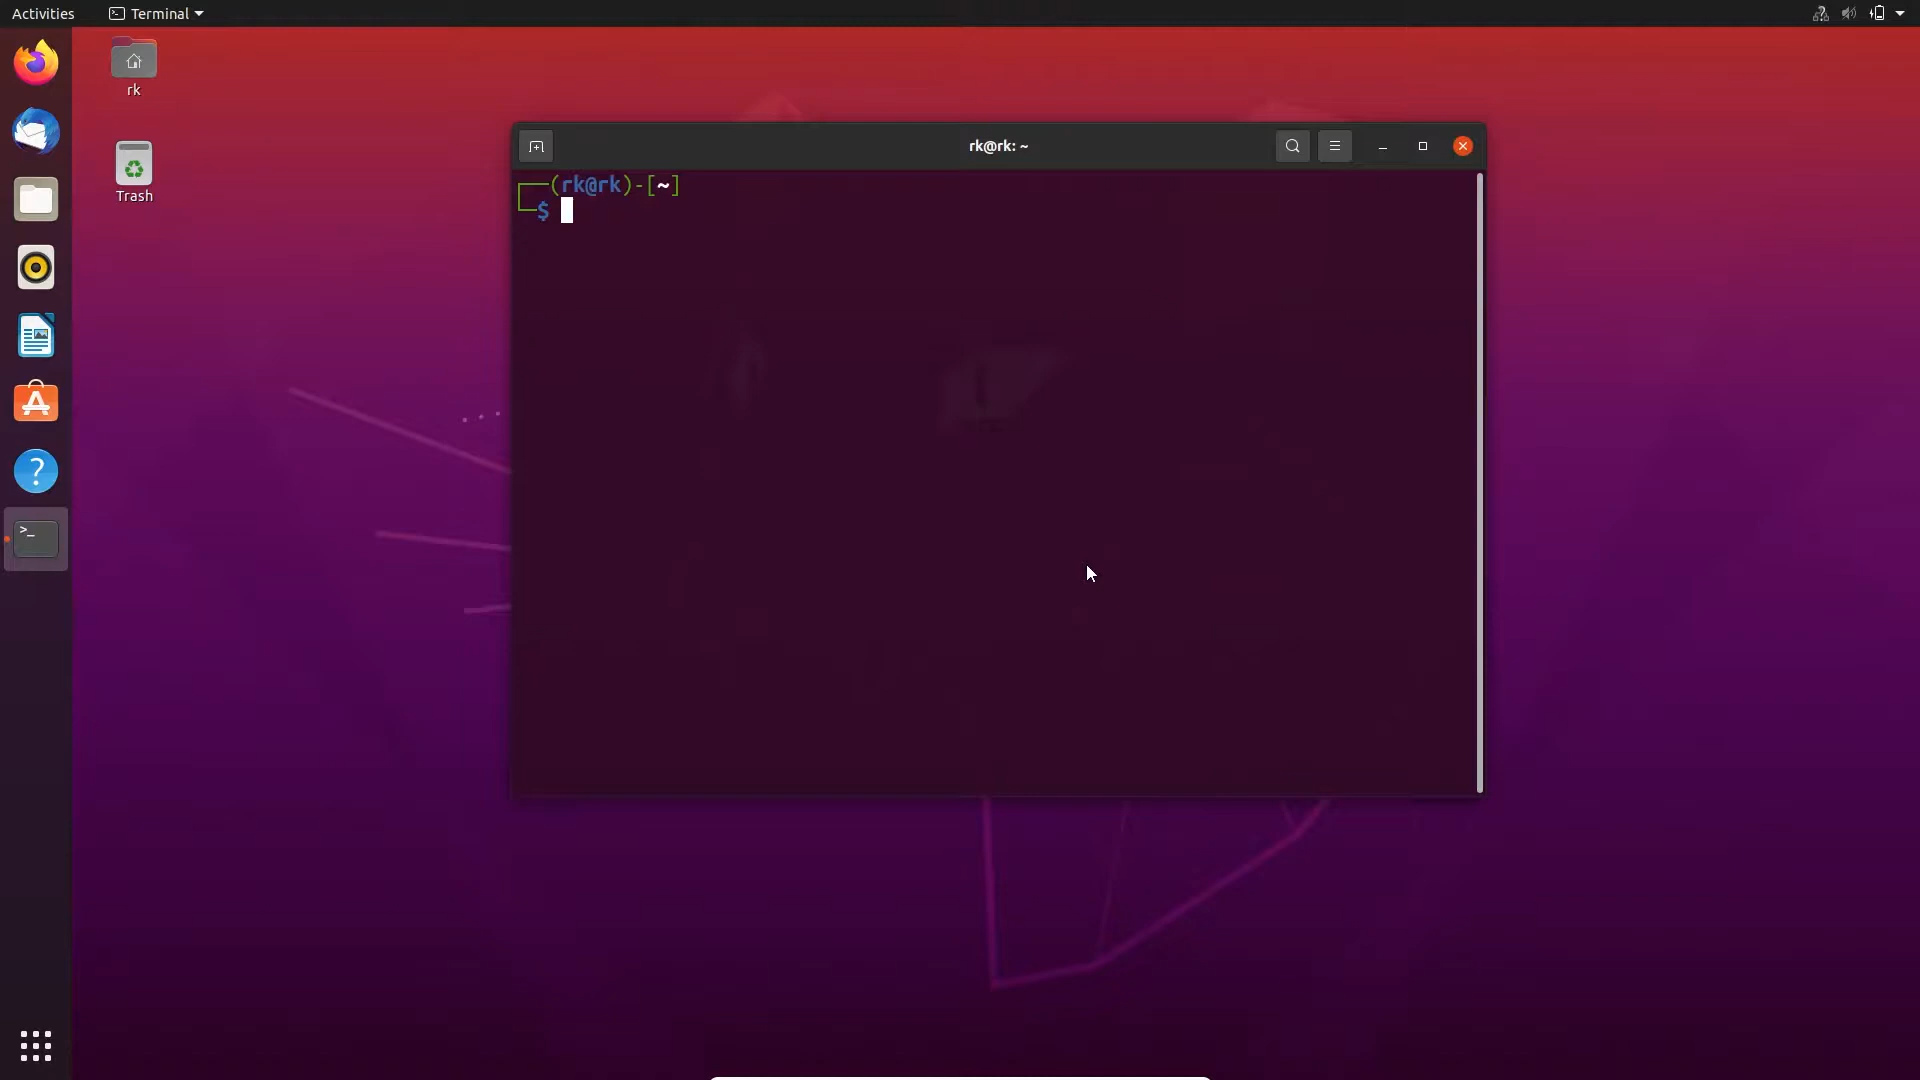 Activities
Terminal
rk
Trash
rk@rk: ~
┌──(rk@rk)-[~]
└─$